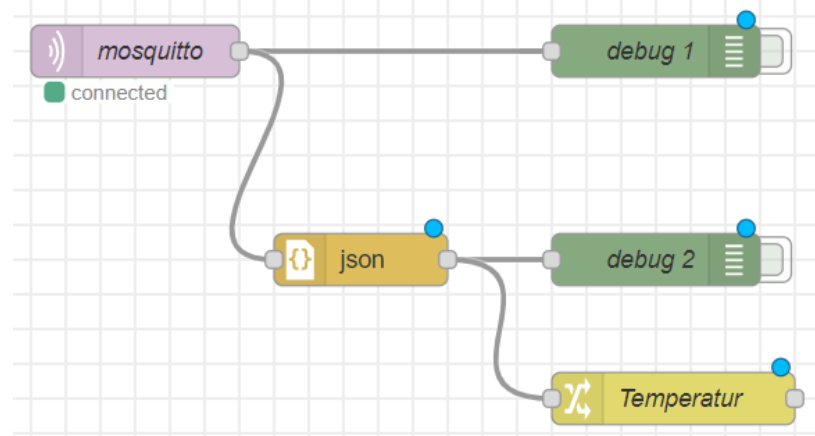 mosquitto
debug 1
connected
json
debug 2
Temperatur